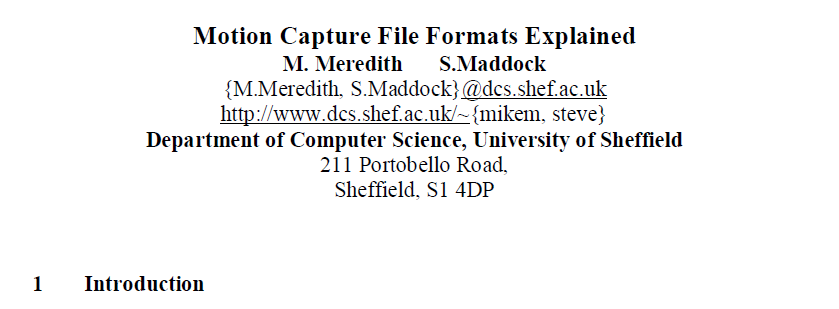 Motion Capture File Formats Explained
M. Meredith S.Maddock
{M.Meredith, S.Maddock}@dcs.shef.ac.uk
http://www.dcs.shef.ac.uk/~{mikem, steve}
Department of Computer Science, University of Sheffield
211 Portobello Road,
Sheffield, S1 4DP
1 Introduction